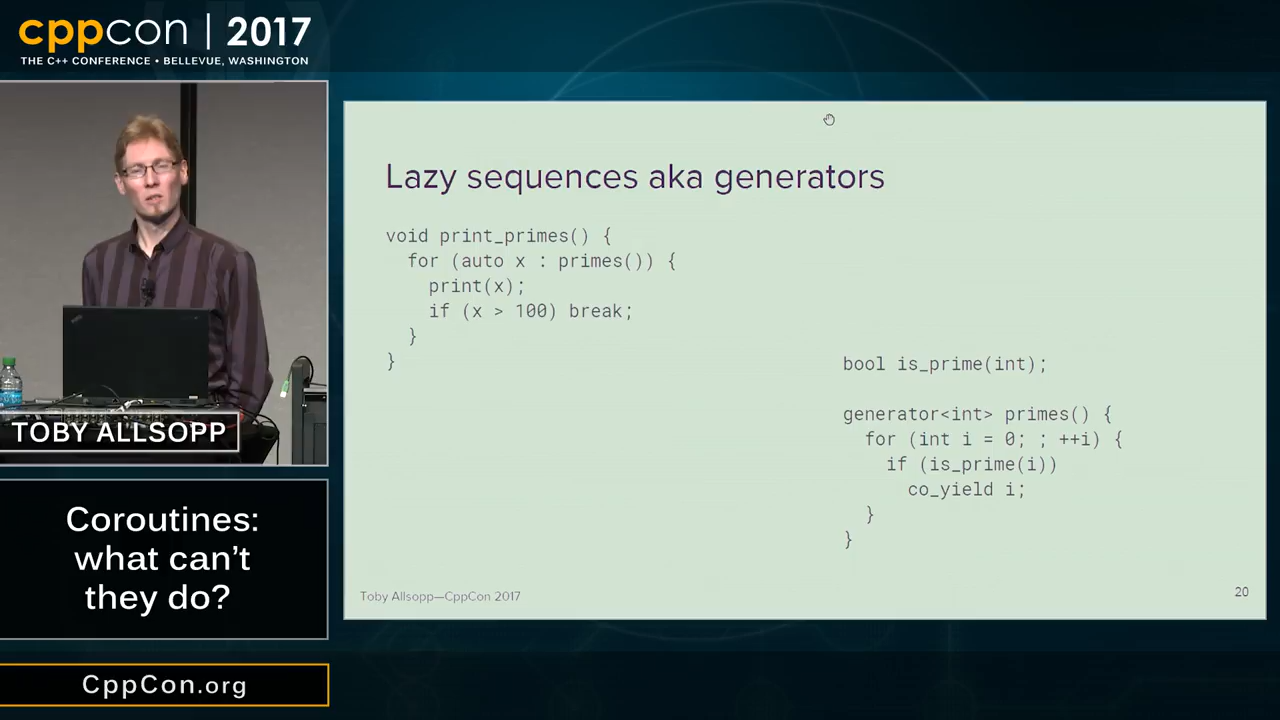 cppcon | 2017
THE C++ CONFERENCE • BELLEVUE, WASHINGTON
TOBY ALLSOPP
Coroutines:
what can't
they do?
CppCon.org
Lazy sequences aka generators
void print_primes() {
for (auto x : primes()) {
print(x);
if (x > 100) break;
}
}
bool is_prime(int);
generator<int> primes() {
for (int i = 0; ; ++i) {
if (is_prime(i))
co_yield i;
}
}
Toby Allsopp—CppCon 2017
20